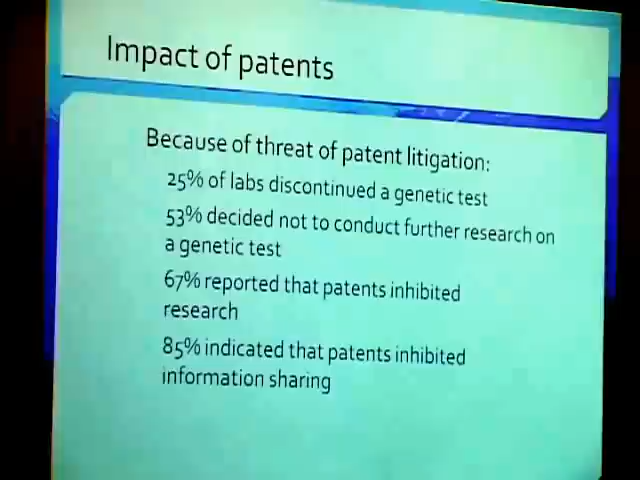 Impact of patents
Because of threat of patent litigation:
25% of labs discontinued a genetic test
53% decided not to conduct further research on
a genetic test
67% reported that patents inhibited
research
85% indicated that patents inhibited
information sharing